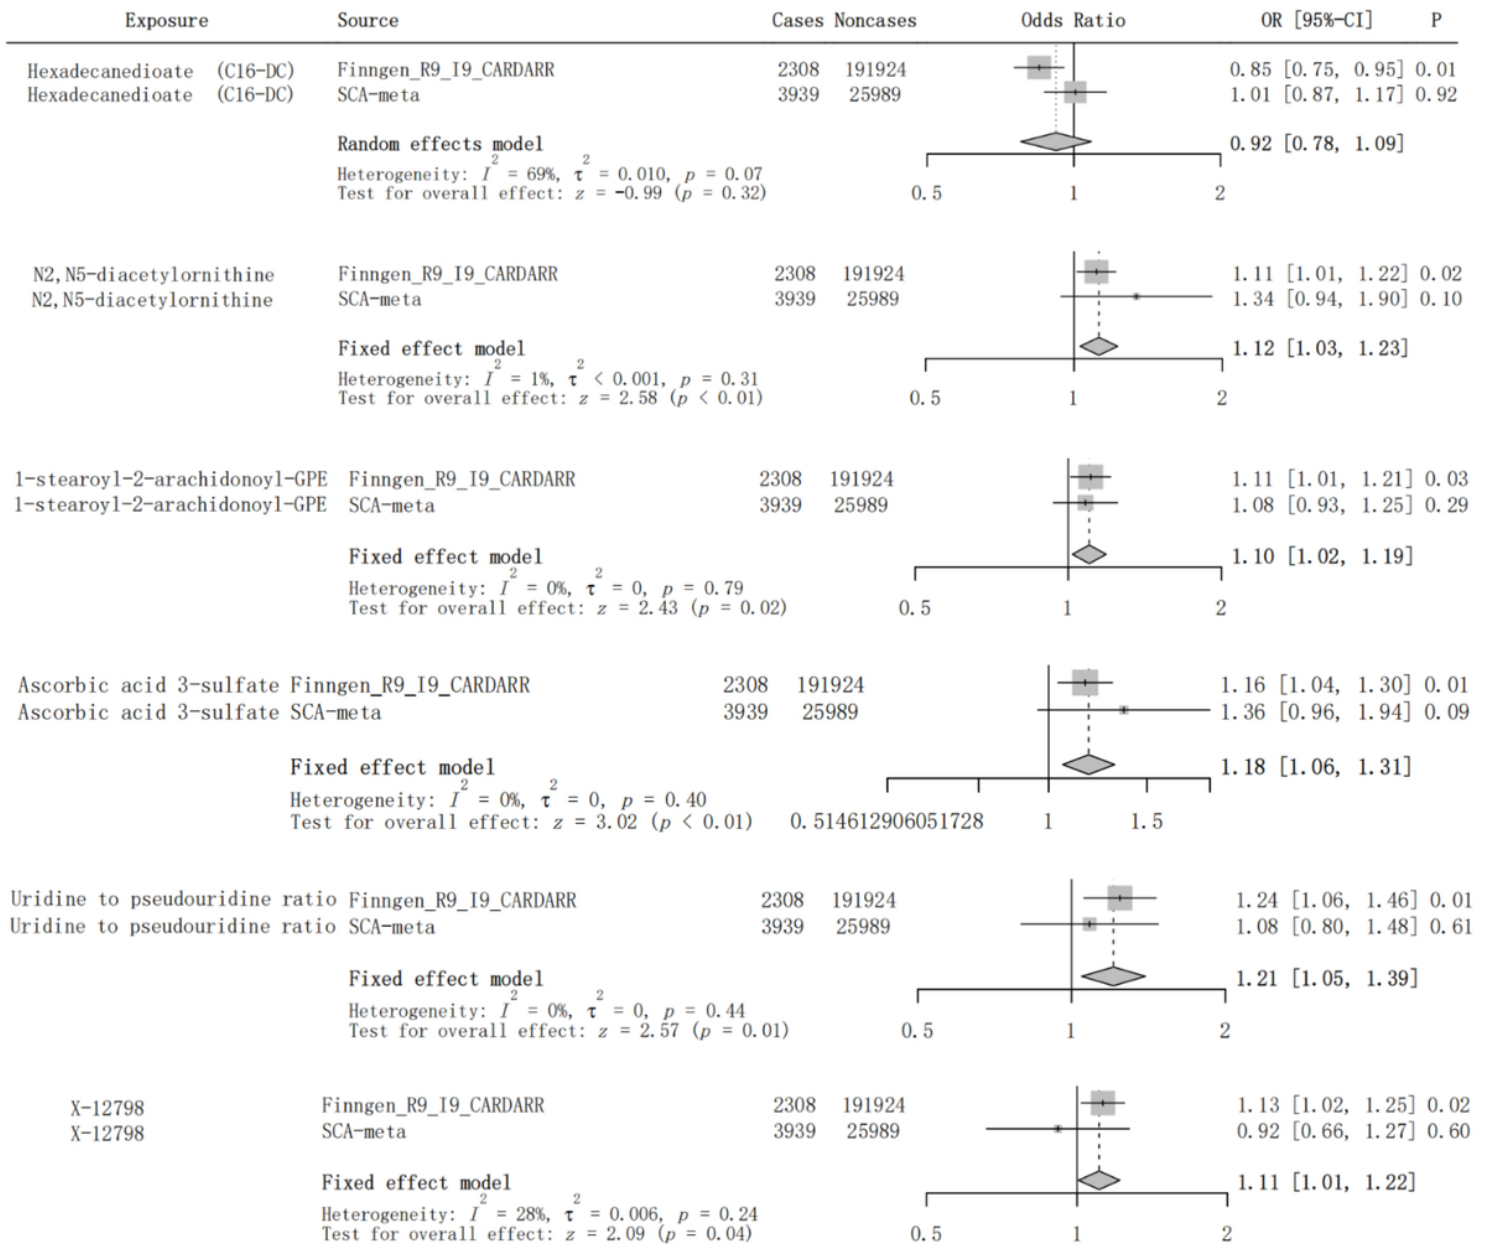 Exposure Source Cases Noncases Odds Ratio OR [95%-CI] P
Hexadecanedioate (C16-DC) Finngen_R9_I9_CARDARR 2308 191924 0.85 [0.75, 0.95] 0.01
Hexadecanedioate (C16-DC) SCA-meta 3939 25989 1.01 [0.87, 1.17] 0.92
Random effects model 0.92 [0.78, 1.09]
Heterogeneity: I² = 69%, τ² = 0.010, p = 0.07
Test for overall effect: z = -0.99 (p = 0.32) 0.5 1 2
N2,N5-diacetylornithine Finngen_R9_I9_CARDARR 2308 191924 1.11 [1.01, 1.22] 0.02
N2,N5-diacetylornithine SCA-meta 3939 25989 1.34 [0.94, 1.90] 0.10
Fixed effect model 1.12 [1.03, 1.23]
Heterogeneity: I² = 1%, τ² < 0.001, p = 0.31
Test for overall effect: z = 2.58 (p < 0.01) 0.5 1 2
1-stearoyl-2-arachidonoyl-GPE Finngen_R9_I9_CARDARR 2308 191924 1.11 [1.01, 1.21] 0.03
1-stearoyl-2-arachidonoyl-GPE SCA-meta 3939 25989 1.08 [0.93, 1.25] 0.29
Fixed effect model 1.10 [1.02, 1.19]
Heterogeneity: I² = 0%, τ² = 0, p = 0.79
Test for overall effect: z = 2.43 (p = 0.02) 0.5 1 2
Ascorbic acid 3-sulfate Finngen_R9_I9_CARDARR 2308 191924 1.16 [1.04, 1.30] 0.01
Ascorbic acid 3-sulfate SCA-meta 3939 25989 1.36 [0.96, 1.94] 0.09
Fixed effect model 1.18 [1.06, 1.31]
Heterogeneity: I² = 0%, τ² = 0, p = 0.40
Test for overall effect: z = 3.02 (p < 0.01) 0.514612906051728 1 1.5
Uridine to pseudouridine ratio Finngen_R9_I9_CARDARR 2308 191924 1.24 [1.06, 1.46] 0.01
Uridine to pseudouridine ratio SCA-meta 3939 25989 1.08 [0.80, 1.48] 0.61
Fixed effect model 1.21 [1.05, 1.39]
Heterogeneity: I² = 0%, τ² = 0, p = 0.44
Test for overall effect: z = 2.57 (p = 0.01) 0.5 1 2
X-12798 Finngen_R9_I9_CARDARR 2308 191924 1.13 [1.02, 1.25] 0.02
X-12798 SCA-meta 3939 25989 0.92 [0.66, 1.27] 0.60
Fixed effect model 1.11 [1.01, 1.22]
Heterogeneity: I² = 28%, τ² = 0.006, p = 0.24
Test for overall effect: z = 2.09 (p = 0.04) 0.5 1 2